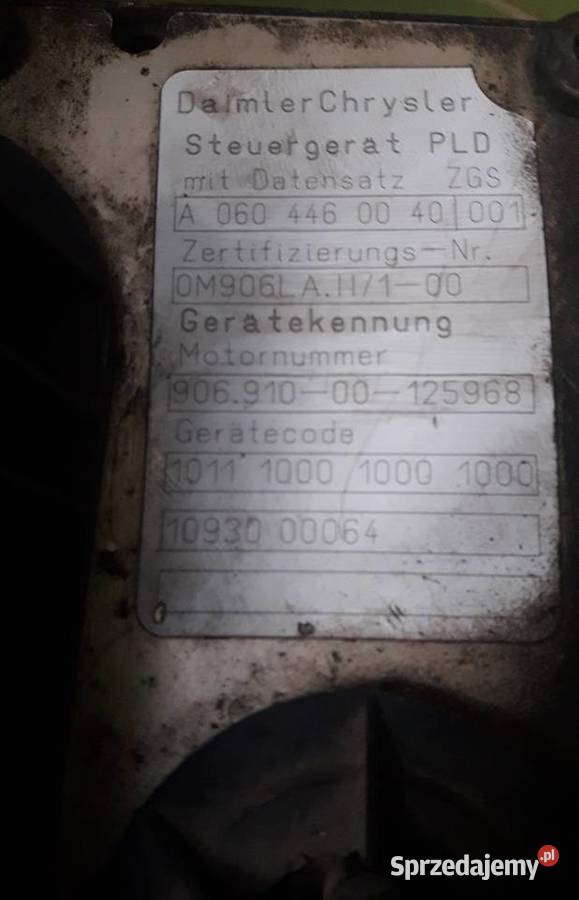 DaimlerChrysler
Steuergerät PLD
mit Datensatz ZGS
A 060 446 00 40 001
Zertifizierungs-Nr.
OM906LA.II/1-00
Gerätekennung
Motornummer
906.910-00-125968
Gerätecode
1011 1000 1000 1000
10930 00064
Sprzedajemy.pl